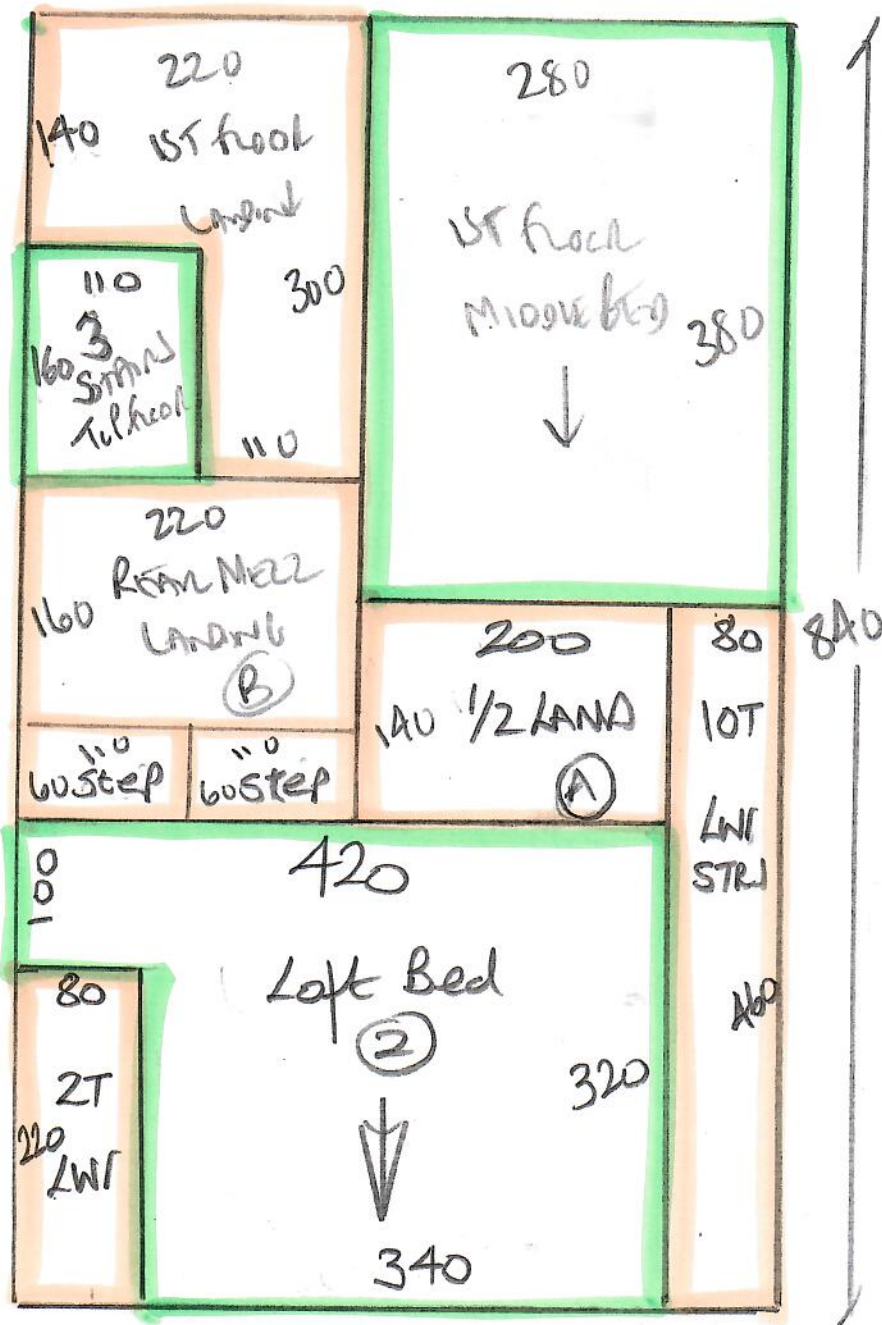 220
140 1ST FLOOR
LANDING
300
110
280
1ST FLOOR
MIDDLE BED
380
110
160 3
STAIRS
TOP FLOOR
220
REAR MEZZ
160 LANDING
B
110
60 STEP
110
60 STEP
200
140 1/2 LAND
A
80
10T
LWR
STRS
460
840
100
420
Loft Bed
2
320
340
80
2T
220
LWR